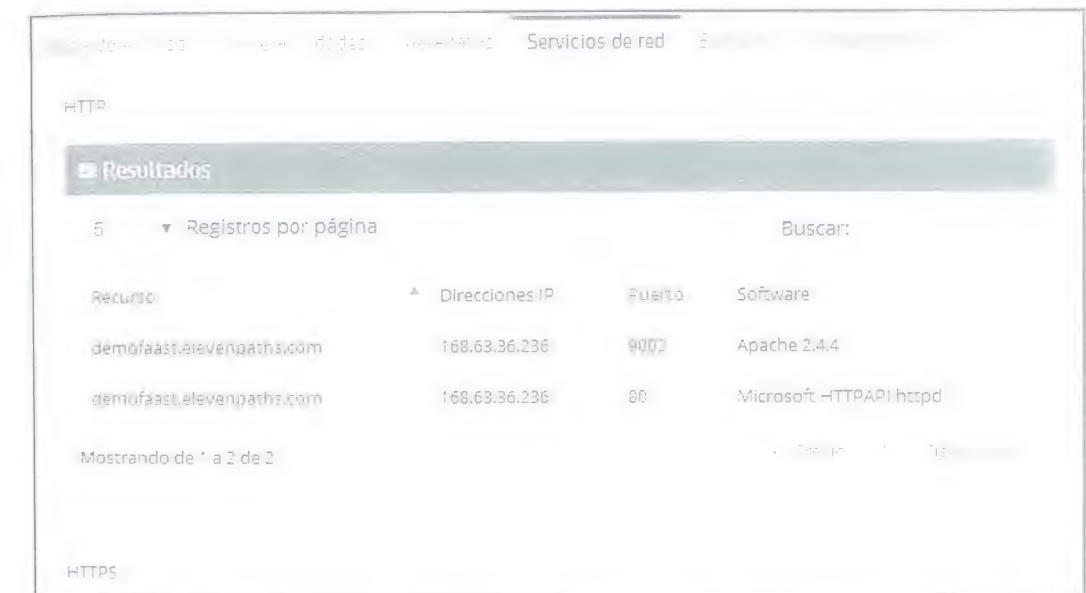 Servicios de red
HTTP
Resultados
5 ▾ Registros por página Buscar:
Recurso Direcciones IP Puerto Software
demofaast.elevenpaths.com 168.63.36.236 9002 Apache 2.4.4
demofaast.elevenpaths.com 168.63.36.236 80 Microsoft HTTPAPI httpd
Mostrando de 1 a 2 de 2
HTTPS